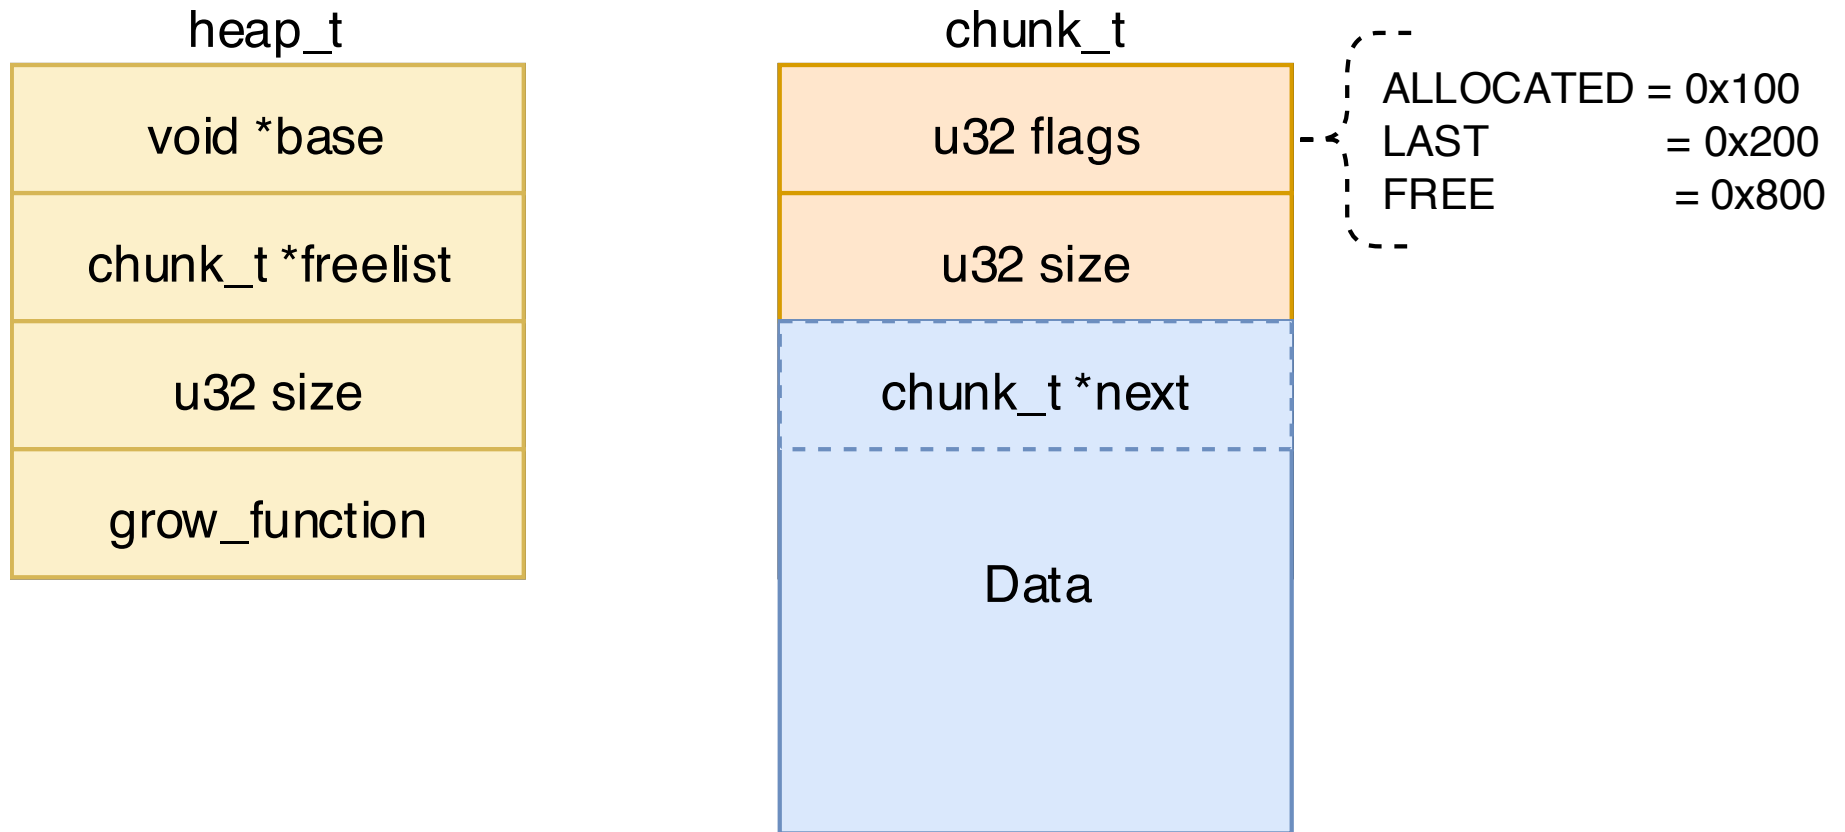 heap_t
void *base
chunk_t *freelist
u32 size
grow_function
chunk_t
u32 flags
u32 size
chunk_t *next
Data
ALLOCATED = 0x100
LAST = 0x200
FREE = 0x800